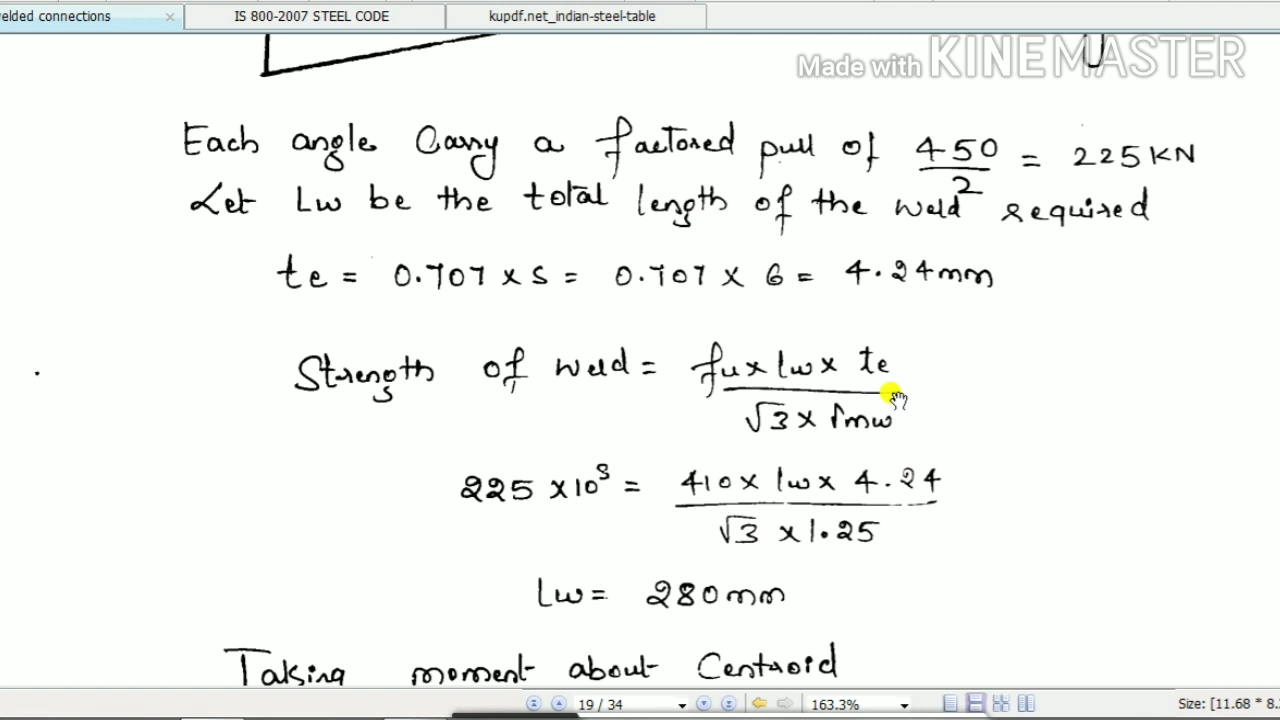 elded connections × IS 800-2007 STEEL CODE kupdf.net_indian-steel-table
Made with KINEMASTER
Each angle Carry a factored pull of 450/2 = 225 KN
Let Lw be the total length of the weld required
te = 0.707 × s = 0.707 × 6 = 4.24mm
Strength of weld = fu × lw × te / √3 × γmw
225 × 10³ = 410 × lw × 4.24 / √3 × 1.25
Lw = 280mm
Taking moment about Centroid
19 / 34 163.3% Size: [11.68 × 8.